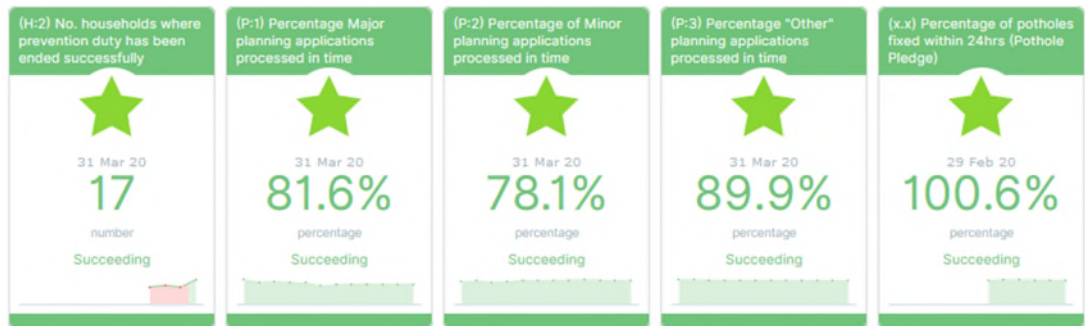 (H:2) No. households where
prevention duty has been
ended successfully
31 Mar 20
17
number
Succeeding
(P:1) Percentage Major
planning applications
processed in time
31 Mar 20
81.6%
percentage
Succeeding
(P:2) Percentage of Minor
planning applications
processed in time
31 Mar 20
78.1%
percentage
Succeeding
(P:3) Percentage "Other"
planning applications
processed in time
31 Mar 20
89.9%
percentage
Succeeding
(x.x) Percentage of potholes
fixed within 24hrs (Pothole
Pledge)
29 Feb 20
100.6%
percentage
Succeeding